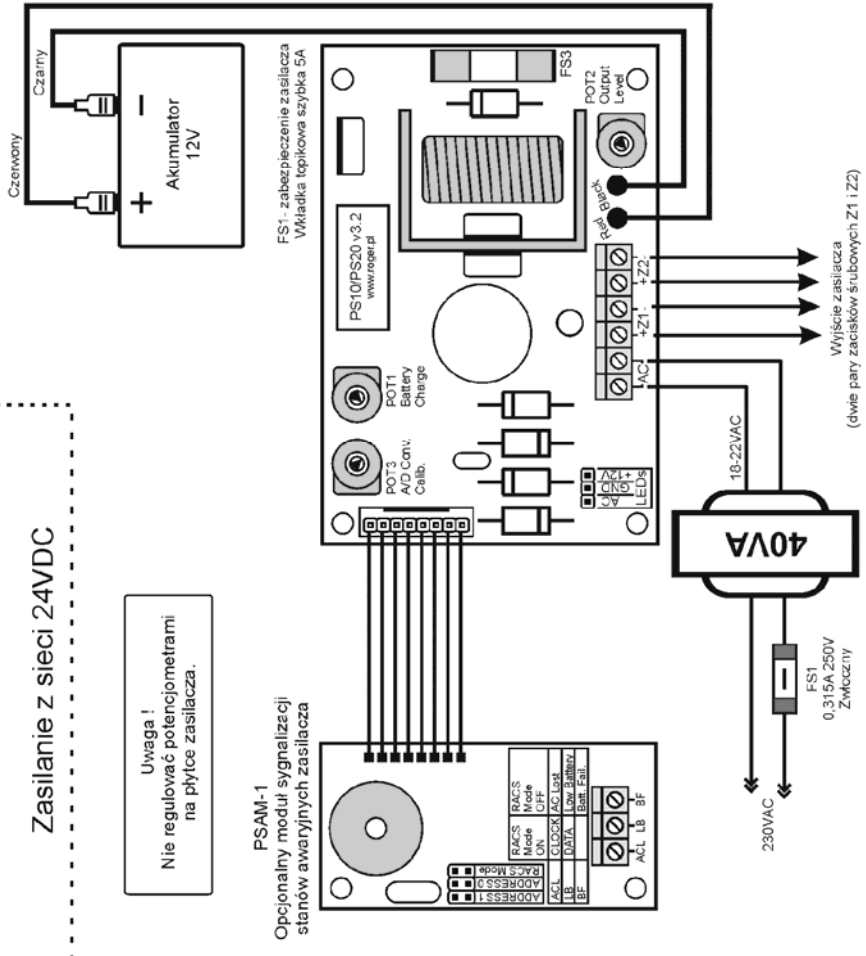 Zasilanie z sieci 24VDC
Uwaga !
Nie regulować potencjometrami
na płytce zasilacza.
Czerwony
Czarny
Akumulator
12V
+
-
FS1- zabezpieczenie zasilacza
Wkładka topikowa szybka 5A
PS10/PS20 v3.2
www.roger.pl
FS3
POT2
Output
Level
Red
Black
POT1
Battery
Charge
POT3
A/D Conv.
Calib.
AC
GND
+12V
LEDs
AC
+Z1-
+Z2-
Wyjście zasilacza
(dwie pary zacisków śrubowych Z1 i Z2)
18-22VAC
40VA
FS1
0,315A 250V
Zwłoczny
230VAC
PSAM-1
Opcjonalny moduł sygnalizacji
stanów awaryjnych zasilacza
ADDRESS 1
ADDRESS 0
RACS Mode
RACS Mode ON
RACS Mode OFF
ACL CLOCK AC Lost
LB DATA Low Battery
BF Batt. Fail.
ACL LB BF